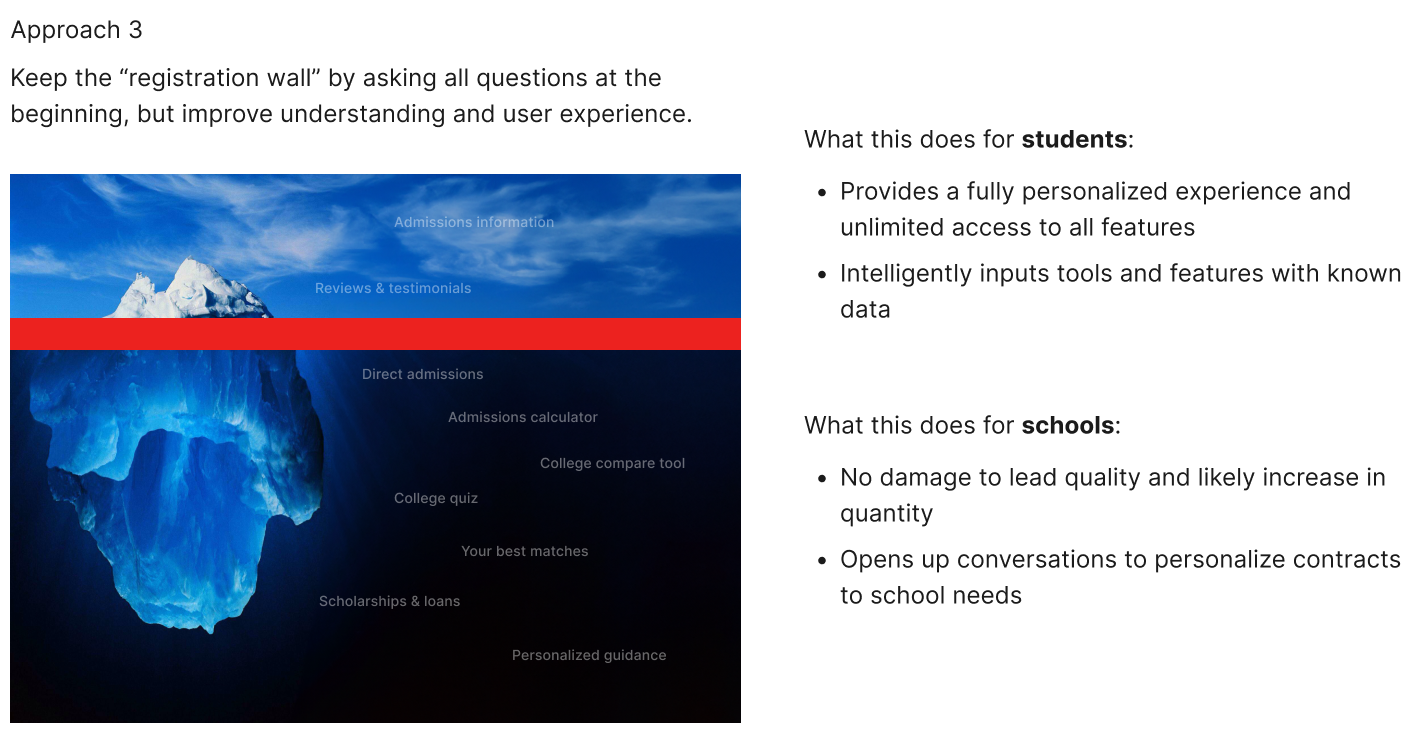 Approach 3
Keep the “registration wall” by asking all questions at the
beginning, but improve understanding and user experience.
Admissions information
Reviews & testimonials
Direct admissions
Admissions calculator
College compare tool
College quiz
Your best matches
Scholarships & loans
Personalized guidance
What this does for students:
• Provides a fully personalized experience and
unlimited access to all features
• Intelligently inputs tools and features with known
data
What this does for schools:
• No damage to lead quality and likely increase in
quantity
• Opens up conversations to personalize contracts
to school needs